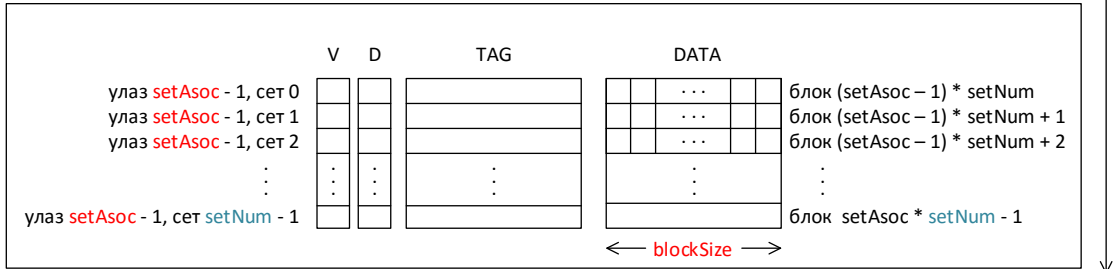 V D TAG DATA
улаз setAsoc - 1, сет 0 ... блок (setAsoc – 1) * setNum
улаз setAsoc - 1, сет 1 ... блок (setAsoc – 1) * setNum + 1
улаз setAsoc - 1, сет 2 ... блок (setAsoc – 1) * setNum + 2
улаз setAsoc - 1, сет setNum - 1 блок setAsoc * setNum - 1
blockSize